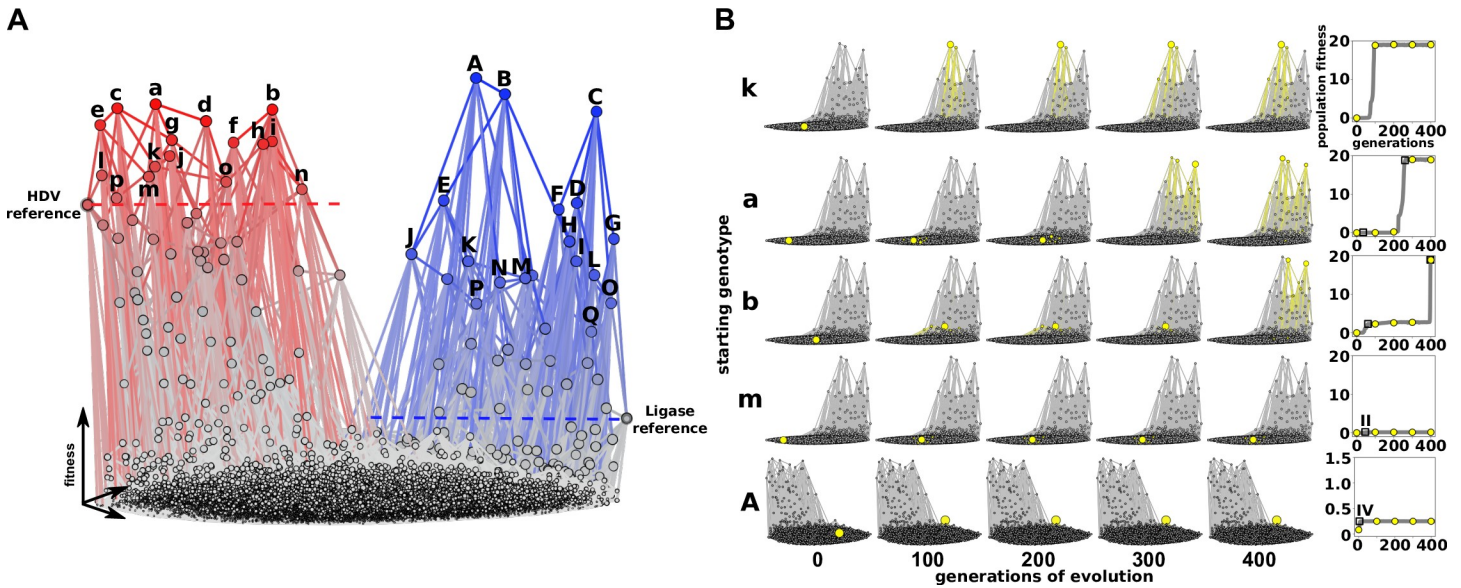 A
B
A
B
C
a
b
c
d
e
f
g
h
i
j
k
l
m
n
o
p
D
E
F
G
H
I
J
K
L
M
N
O
P
Q
HDV
reference
Ligase
reference
fitness
starting genotype
k
a
b
m
A
0 100 200 300 400
generations of evolution
population fitness
20
10
0
0 200 400
generations
20
10
0
0 200 400
20
10
0
0 200 400
20
10
0
II
0 200 400
1.5
1.0
0.5
0
IV
0 200 400